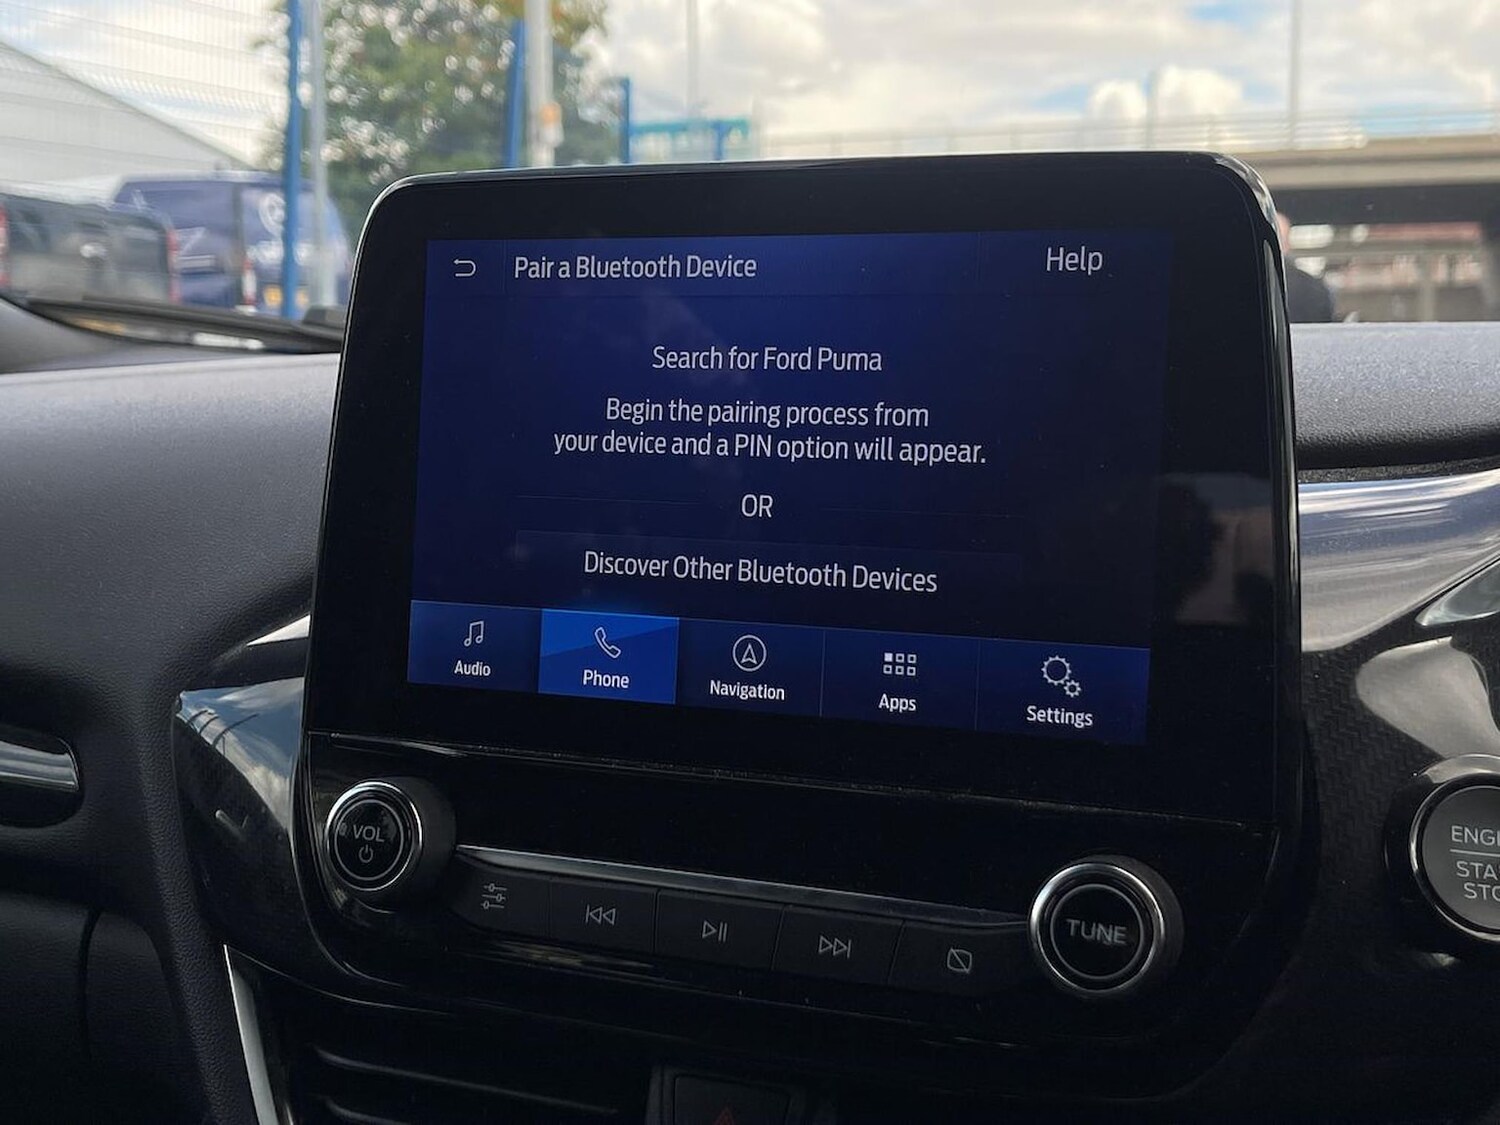 Pair a Bluetooth Device
Help
Search for Ford Puma
Begin the pairing process from
your device and a PIN option will appear.
OR
Discover Other Bluetooth Devices
Audio
Phone
Navigation
Apps
Settings
VOL
TUNE